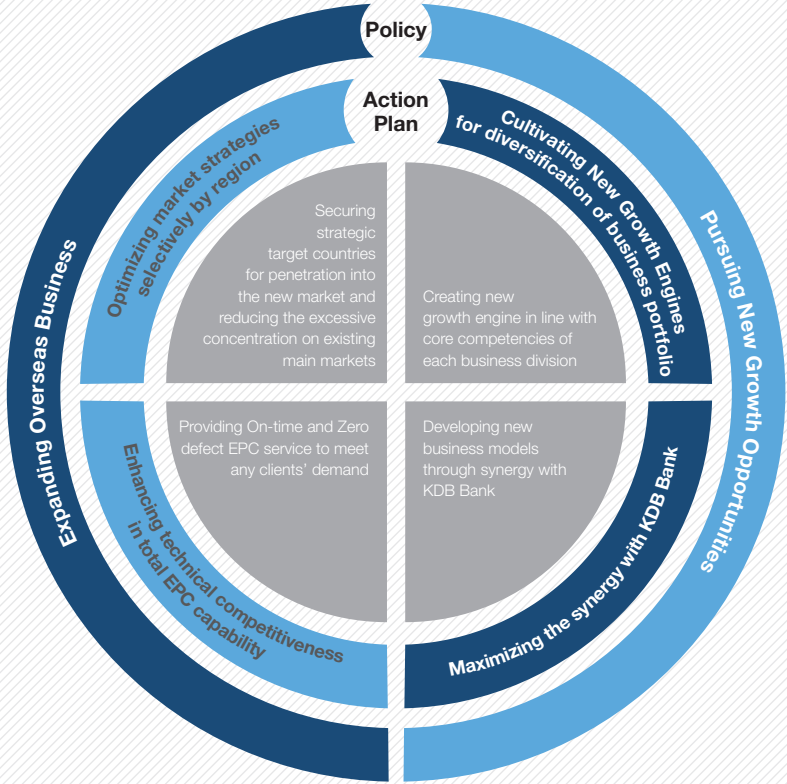 Policy
Action
Plan
Expanding Overseas Business
Pursuing New Growth Opportunities
Optimizing market strategies
selectively by region
Cultivating New Growth Engines
for diversification of business portfolio
Securing
strategic
target countries
for penetration into
the new market and
reducing the excessive
concentration on existing
main markets
Creating new
growth engine in line with
core competencies of
each business division
Providing On-time and Zero
defect EPC service to meet
any clients’ demand
Developing new
business models
through synergy with
KDB Bank
Enhancing technical competitiveness
in total EPC capability
Maximizing the synergy with KDB Bank